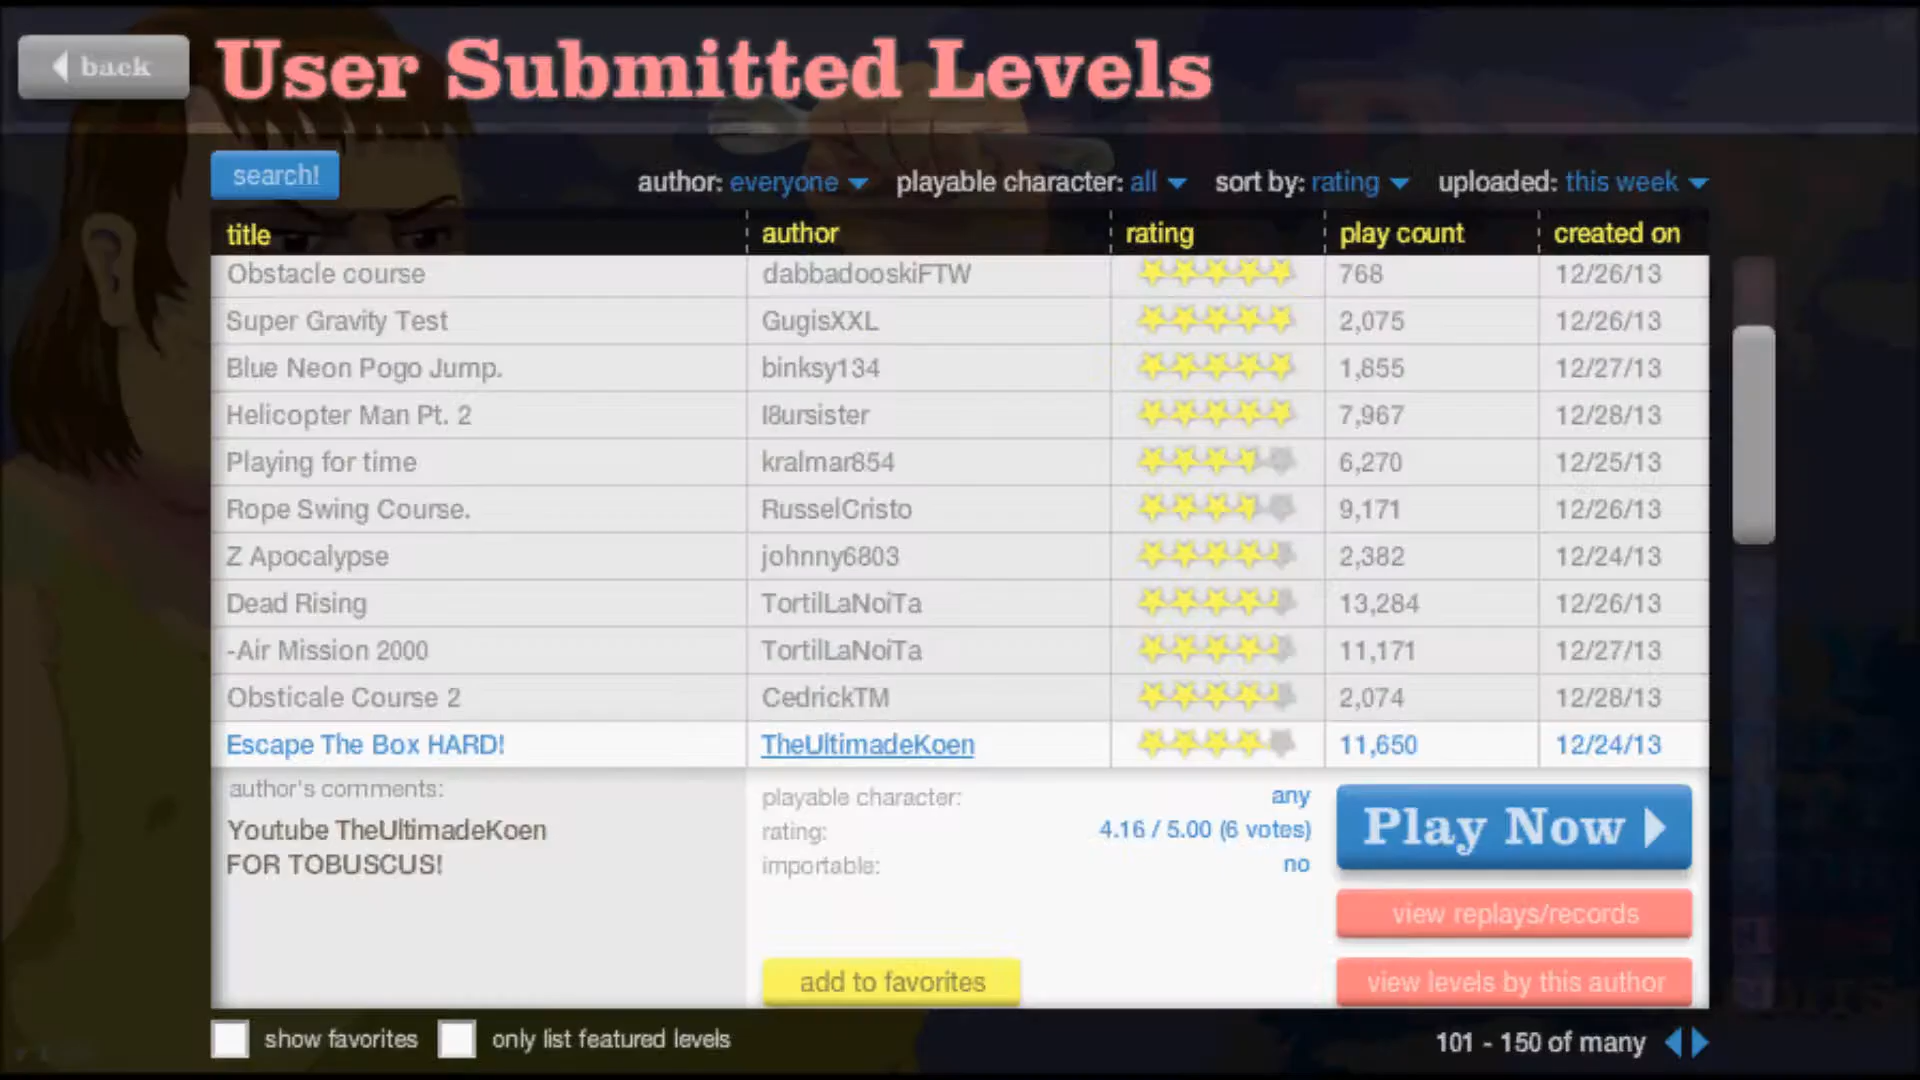 back
User Submitted Levels
search!
author: everyone playable character: all sort by: rating uploaded: this week
title author rating play count created on
Obstacle course dabbadooskiFTW 768 12/26/13
Super Gravity Test GugisXXL 2,075 12/26/13
Blue Neon Pogo Jump. binksy134 1,855 12/27/13
Helicopter Man Pt. 2 l8ursister 7,967 12/28/13
Playing for time kralmar854 6,270 12/25/13
Rope Swing Course. RusselCristo 9,171 12/26/13
Z Apocalypse johnny6803 2,382 12/24/13
Dead Rising TortilLaNoiTa 13,284 12/26/13
-Air Mission 2000 TortilLaNoiTa 11,171 12/27/13
Obsticale Course 2 CedrickTM 2,074 12/28/13
Escape The Box HARD! TheUltimadeKoen 11,650 12/24/13
author's comments:
Youtube TheUltimadeKoen
FOR TOBUSCUS!
playable character: any
rating: 4.16 / 5.00 (6 votes)
importable: no
add to favorites
Play Now
view replays/records
view levels by this author
show favorites only list featured levels
101 - 150 of many